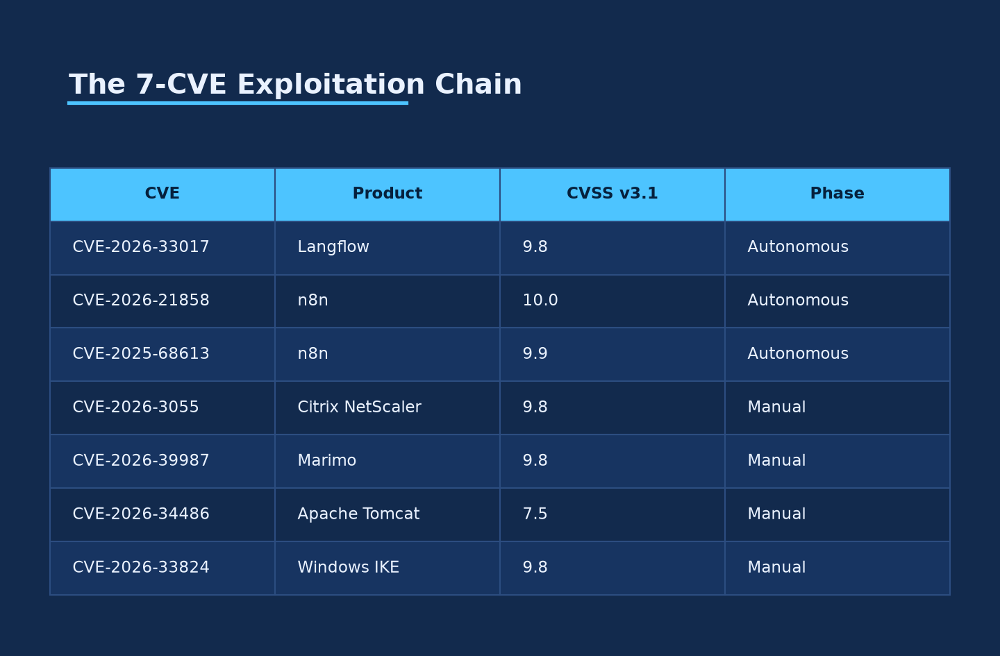 The 7-CVE Exploitation Chain
CVE Product CVSS v3.1 Phase
CVE-2026-33017 Langflow 9.8 Autonomous
CVE-2026-21858 n8n 10.0 Autonomous
CVE-2025-68613 n8n 9.9 Autonomous
CVE-2026-3055 Citrix NetScaler 9.8 Manual
CVE-2026-39987 Marimo 9.8 Manual
CVE-2026-34486 Apache Tomcat 7.5 Manual
CVE-2026-33824 Windows IKE 9.8 Manual